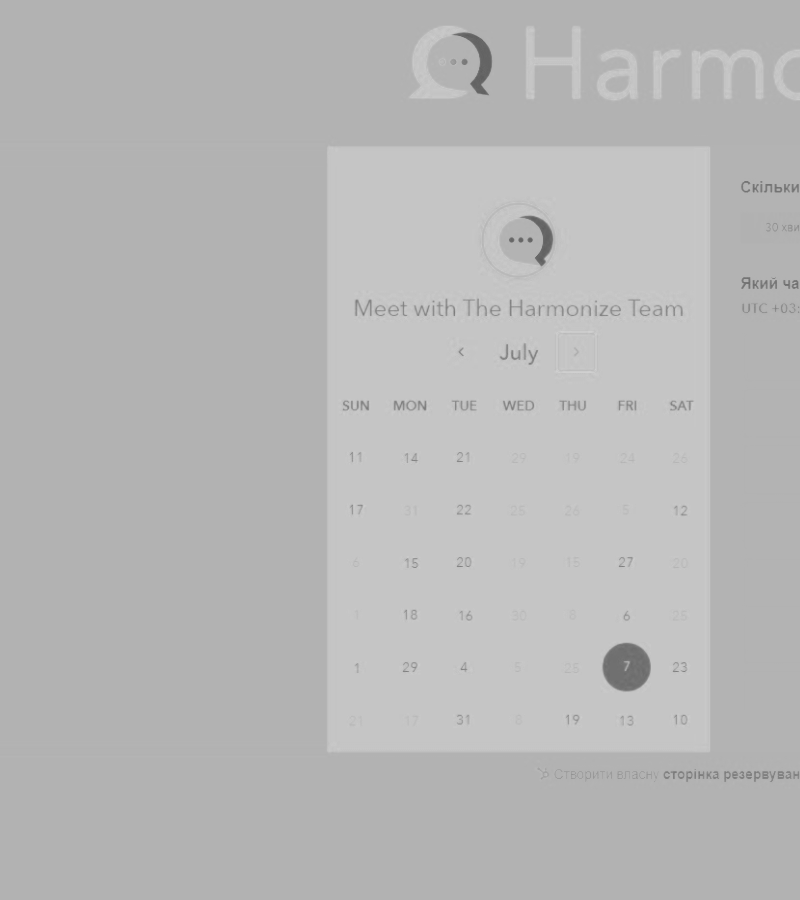 Harmo
Meet with The Harmonize Team
July
SUN MON TUE WED THU FRI SAT
11 14 21 29 19 24 26
17 31 22 25 26 5 12
6 15 20 19 15 27 20
1 18 16 30 8 6 25
1 29 4 8 25 7 23
21 17 31 8 19 13 10
Скільки
30 хви
Який ча
UTC +03:
Створити власну сторінка резервуван